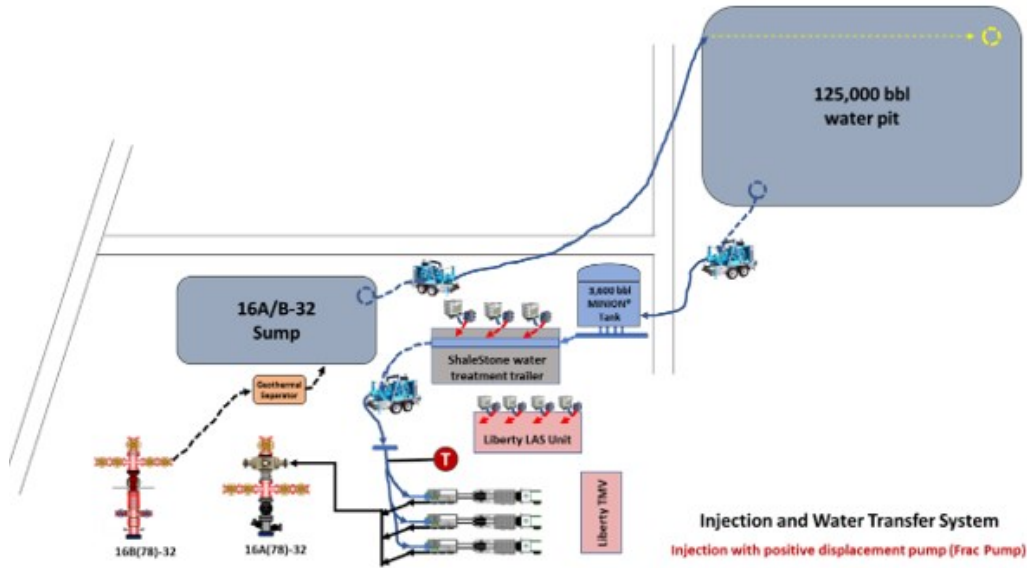 125,000 bbl
water pit
16A/B-32
Sump
3,600 bbl
MINION®
Tank
ShaleStone water
treatment trailer
Geothermal
Separator
Liberty LAS Unit
T
Liberty TMV
16B(78)-32
16A(78)-32
Injection and Water Transfer System
Injection with positive displacement pump (Frac Pump)